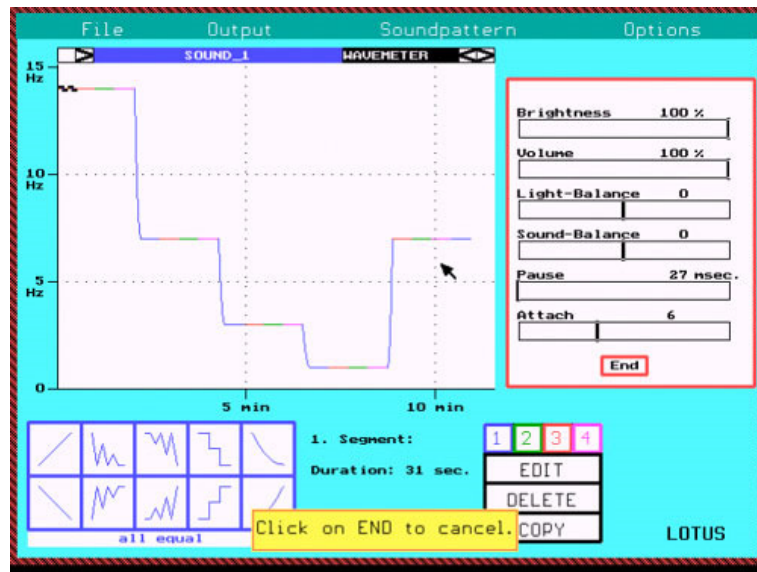 File Output Soundpattern Options
SOUND_1 WAVEMETER
15
Hz
10
Hz
5
Hz
0
5 min 10 min
Brightness 100 %
Volume 100 %
Light-Balance 0
Sound-Balance 0
Pause 27 msec.
Attach 6
End
1. Segment: 1 2 3 4
Duration: 31 sec. EDIT
DELETE
all equal Click on END to cancel. COPY LOTUS